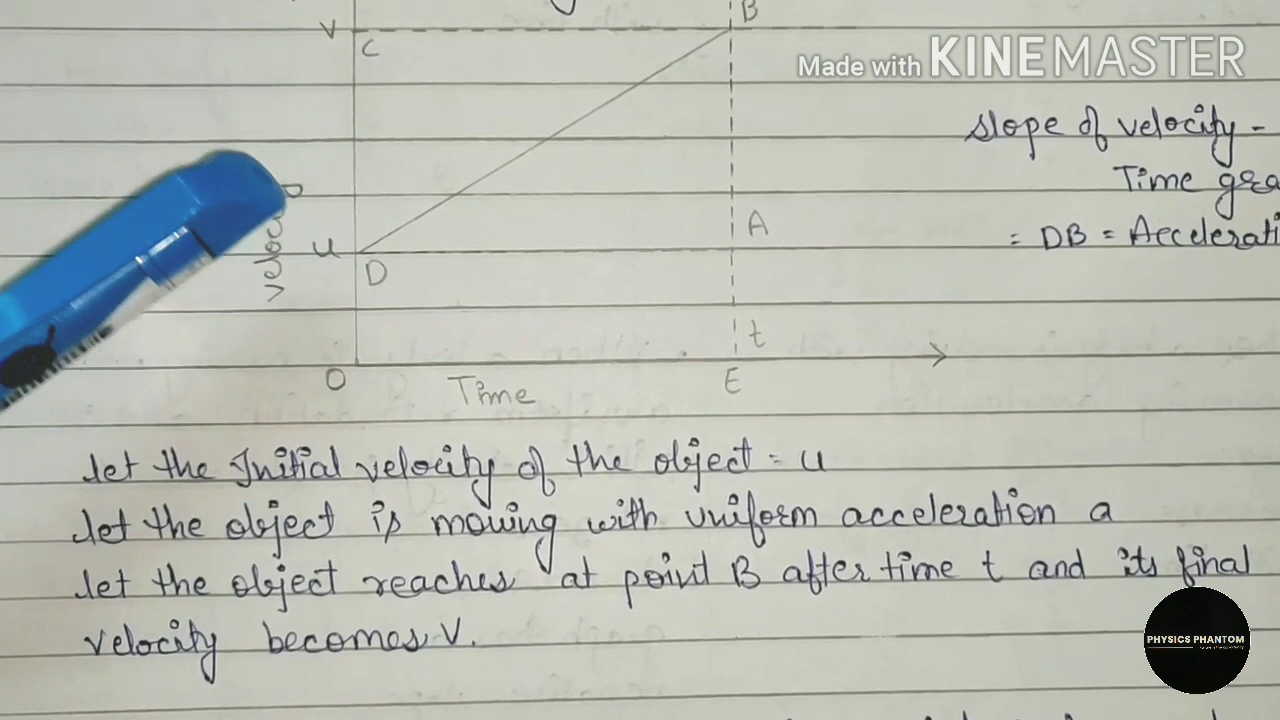 V
B
C
Made with KINEMASTER
slope of velocity -
Time gra
A
= DB = Accelerati
u
D
velocity
t
O
Time
E
let the Initial velocity of the object = u
let the object is moving with uniform acceleration a
let the object reaches at point B after time t and its final
velocity becomes V.
PHYSICS PHANTOM